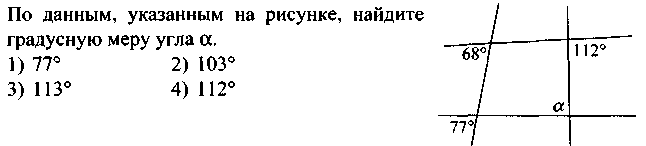 По данным, указанным на рисунке, найдите
градусную меру угла α.
1) 77° 2) 103°
3) 113° 4) 112°
68° 112°
α
77°